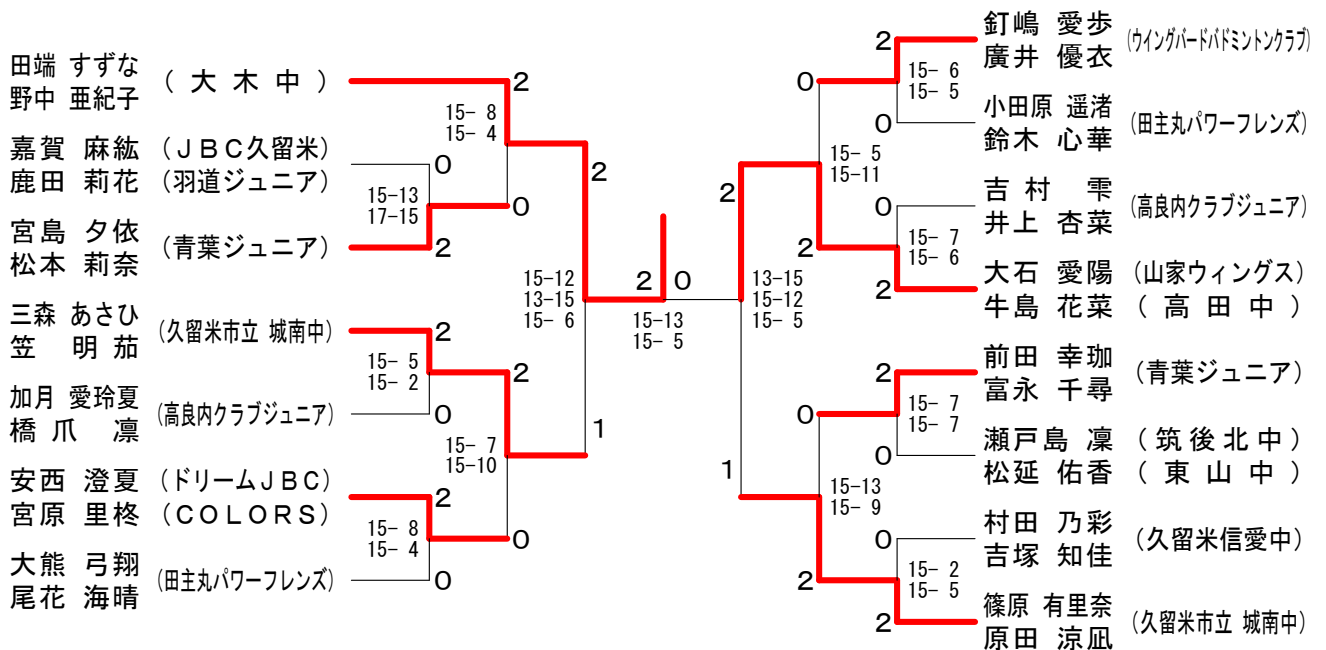 田端 すずな
野中 亜紀子
(大木中)
2
15- 8
15- 4
嘉賀 麻紘 (JBC久留米)
鹿田 莉花 (羽道ジュニア)
0
15-13
17-15
0
宮島 夕依
松本 莉奈
(青葉ジュニア)
2
2
15-12
13-15
15- 6
三森 あさひ
笠 明茄
(久留米市立 城南中)
2
15- 5
15- 2
2
加月 愛玲夏
橋爪 凛
(高良内クラブジュニア)
0
15- 7
15-10
1
安西 澄夏 (ドリームJBC)
宮原 里柊 (COLORS)
2
15- 8
15- 4
0
大熊 弓翔
尾花 海晴
(田主丸パワーフレンズ)
0
2 0
15-13
15- 5
釘嶋 愛歩
廣井 優衣
(ウイングバードバドミントンクラブ)
2
15- 6
15- 5
0
小田原 遥渚
鈴木 心華
(田主丸パワーフレンズ)
0
15- 5
15-11
2
吉村 雫
井上 杏菜
(高良内クラブジュニア)
0
15- 7
15- 6
2
大石 愛陽 (山家ウィングス)
牛島 花菜 (高田中)
2
13-15
15-12
15- 5
前田 幸珈
富永 千尋
(青葉ジュニア)
2
15- 7
15- 7
0
瀬戸島 凜 (筑後北中)
松延 佑香 (東山中)
0
15-13
15- 9
1
村田 乃彩
吉塚 知佳
(久留米信愛中)
0
15- 2
15- 5
2
篠原 有里奈
原田 涼凪
(久留米市立 城南中)
2